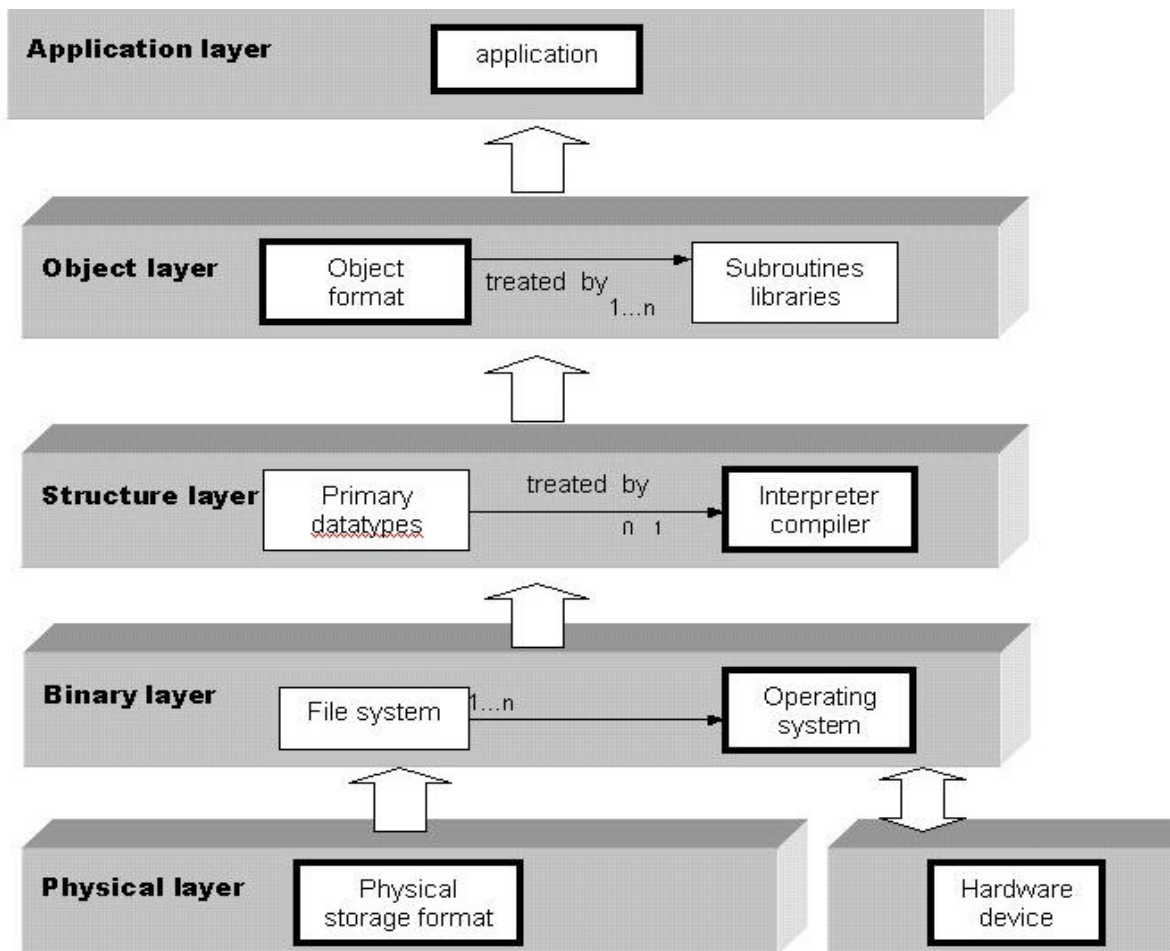 Application layer
application
Object layer
Object
format
treated by
1...n
Subroutines
libraries
Structure layer
Primary
datatypes
treated by
n 1
Interpreter
compiler
Binary layer
File system
1...n
Operating
system
Physical layer
Physical
storage format
Hardware
device